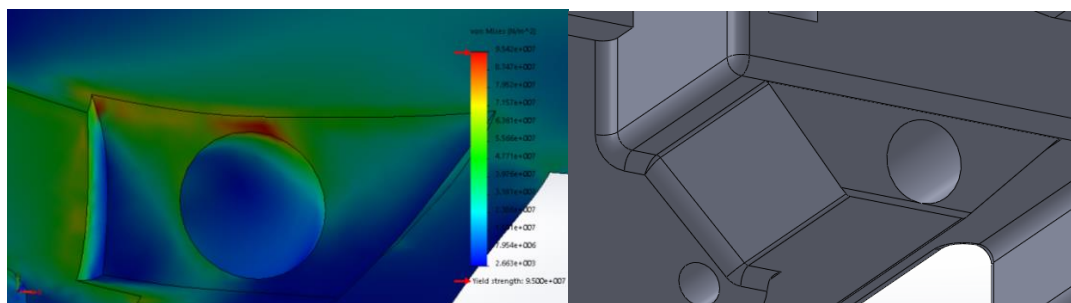 von Mises (N/m^2)
9.542e+007
8.747e+007
7.952e+007
7.157e+007
6.361e+007
5.566e+007
4.771e+007
3.976e+007
3.181e+007
7.954e+006
2.663e+003
Yield strength: 9.500e+007